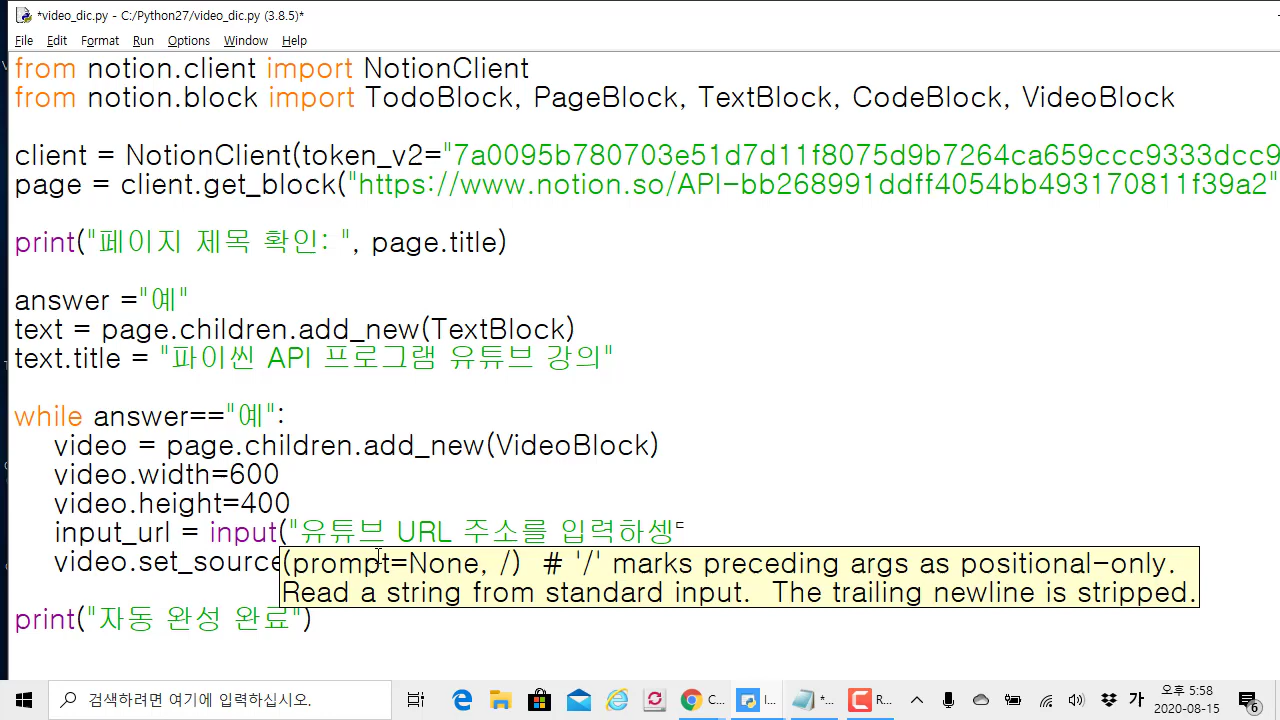 *video_dic.py - C:/Python27/video_dic.py (3.8.5)*
File Edit Format Run Options Window Help
from notion.client import NotionClient
from notion.block import TodoBlock, PageBlock, TextBlock, CodeBlock, VideoBlock
client = NotionClient(token_v2="7a0095b780703e51d7d11f8075d9b7264ca659ccc9333dcc9
page = client.get_block("https://www.notion.so/API-bb268991ddff4054bb493170811f39a2"
print("페이지 제목 확인: ", page.title)
answer ="예"
text = page.children.add_new(TextBlock)
text.title = "파이썬 API 프로그램 유튜브 강의"
while answer=="예":
video = page.children.add_new(VideoBlock)
video.width=600
video.height=400
input_url = input("유튜브 URL 주소를 입력하셍ㄷ
video.set_source
(prompt=None, /) # '/' marks preceding args as positional-only.
Read a string from standard input. The trailing newline is stripped.
print("자동 완성 완료")
검색하려면 여기에 입력하십시오.
C...
I...
*...
R...
가
오후 5:58
2020-08-15
6